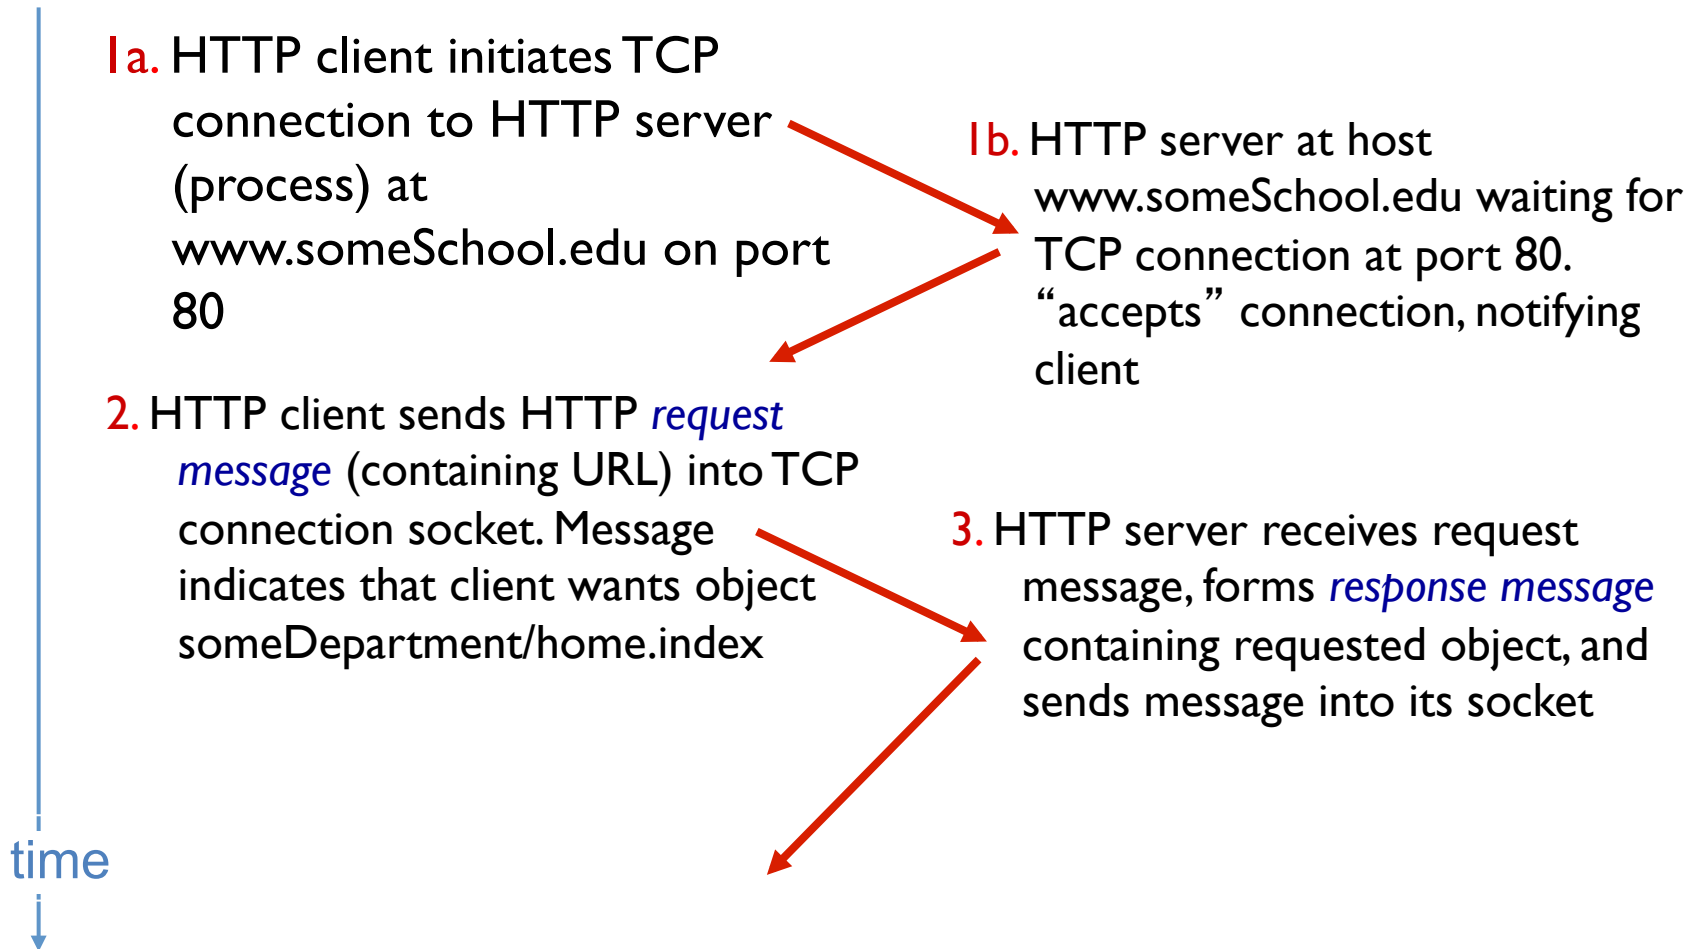 1a. HTTP client initiates TCP
connection to HTTP server
(process) at
www.someSchool.edu on port
80
1b. HTTP server at host
www.someSchool.edu waiting for
TCP connection at port 80.
“accepts” connection, notifying
client
2. HTTP client sends HTTP request
message (containing URL) into TCP
connection socket. Message
indicates that client wants object
someDepartment/home.index
3. HTTP server receives request
message, forms response message
containing requested object, and
sends message into its socket
time